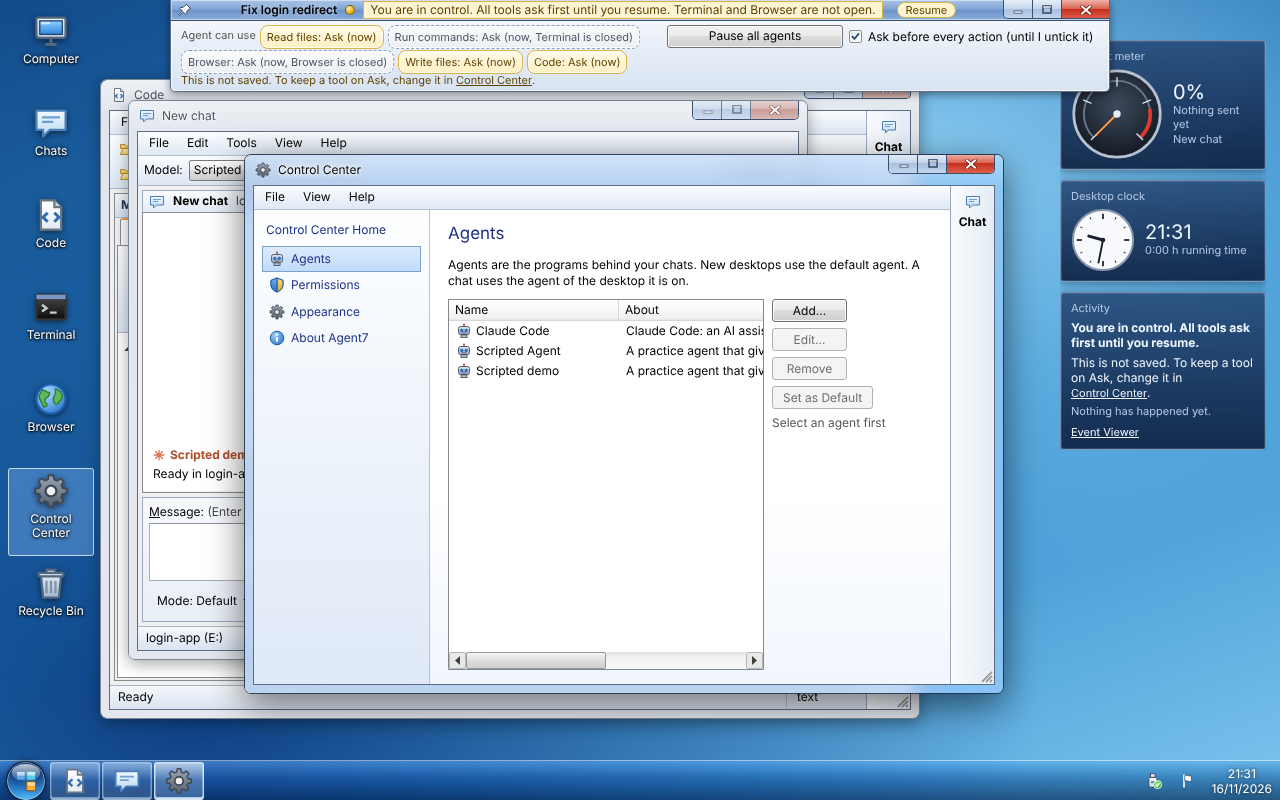 Fix login redirect
You are in control. All tools ask first until you resume. Terminal and Browser are not open.
Resume
Agent can use
Read files: Ask (now)
Run commands: Ask (now, Terminal is closed)
Pause all agents
Ask before every action (until I untick it)
Browser: Ask (now, Browser is closed)
Write files: Ask (now)
Code: Ask (now)
This is not saved. To keep a tool on Ask, change it in Control Center.
Computer
Chats
Code
Terminal
Browser
Control
Center
Recycle Bin
Code
F
Chat
New chat
File Edit Tools View Help
Model: Scripted
New chat
Scripted dem
Ready in login-a
Message: (Enter
Mode: Default
login-app (E:)
Ready
text
Control Center
File View Help
Chat
Control Center Home
Agents
Permissions
Appearance
About Agent7
Agents
Agents are the programs behind your chats. New desktops use the default agent. A
chat uses the agent of the desktop it is on.
Name About
Claude Code Claude Code: an AI assis
Scripted Agent A practice agent that giv
Scripted demo A practice agent that giv
Add...
Edit...
Remove
Set as Default
Select an agent first
meter
0%
Nothing sent
yet
New chat
Desktop clock
21:31
0:00 h running time
Activity
You are in control. All tools ask
first until you resume.
This is not saved. To keep a tool
on Ask, change it in
Control Center.
Nothing has happened yet.
Event Viewer
21:31
16/11/2026